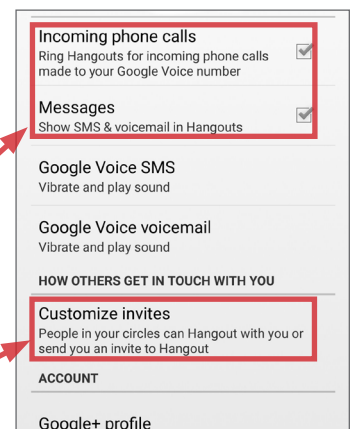 Incoming phone calls
Ring Hangouts for incoming phone calls
made to your Google Voice number
Messages
Show SMS & voicemail in Hangouts
Google Voice SMS
Vibrate and play sound
Google Voice voicemail
Vibrate and play sound
HOW OTHERS GET IN TOUCH WITH YOU
Customize invites
People in your circles can Hangout with you or
send you an invite to Hangout
ACCOUNT
Google+ profile